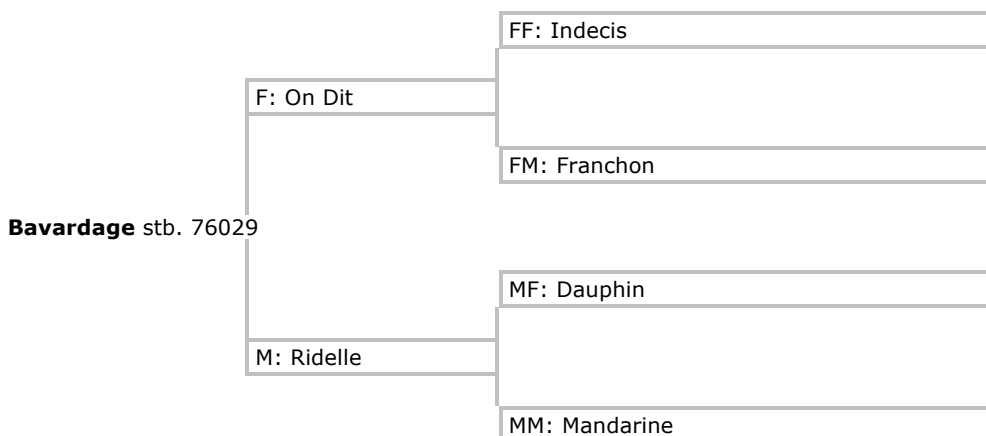 FF: Indecis
F: On Dit
FM: Franchon
Bavardage stb. 76029
MF: Dauphin
M: Ridelle
MM: Mandarine